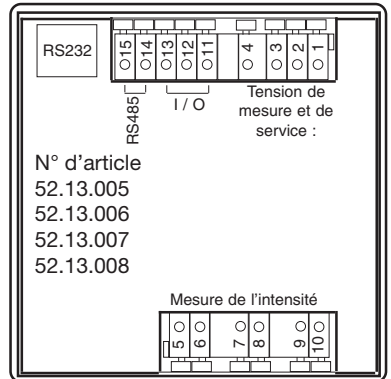 RS232
15 14 13 12 11 4 3 2 1
RS485
I / O
Tension de
mesure et de
service :
N° d'article
52.13.005
52.13.006
52.13.007
52.13.008
Mesure de l'intensité
5 6 7 8 9 10